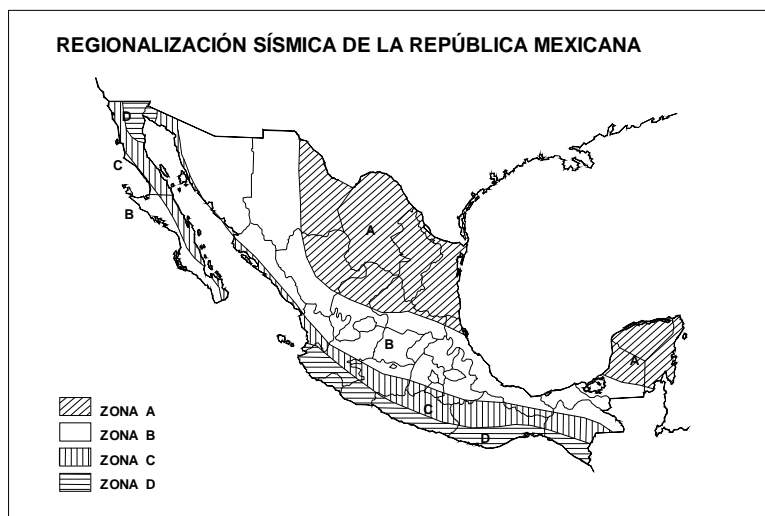 REGIONALIZACIÓN SÍSMICA DE LA REPÚBLICA MEXICANA
D
C
B
A
B
A
C
D
ZONA A
ZONA B
ZONA C
ZONA D